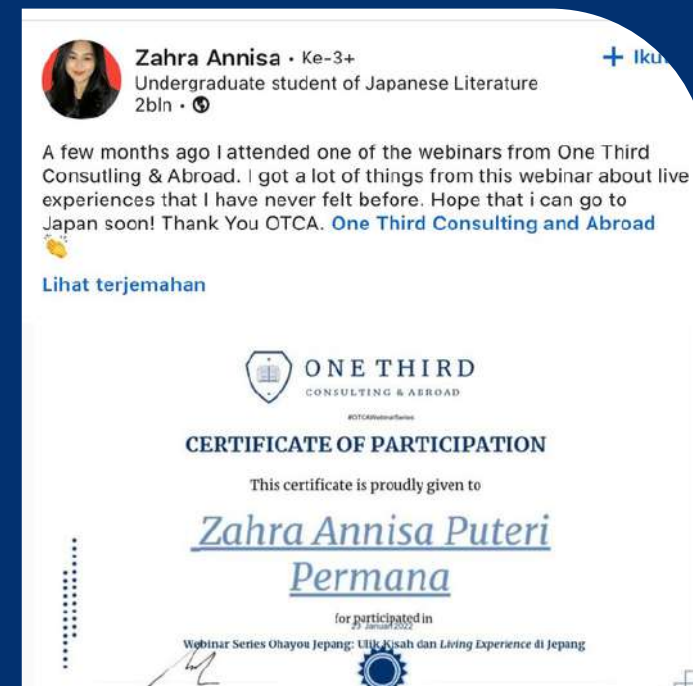 Zahra Annisa • Ke-3+
Undergraduate student of Japanese Literature
2bln •
A few months ago I attended one of the webinars from One Third
Consutling & Abroad. I got a lot of things from this webinar about live
experiences that I have never felt before. Hope that i can go to
Japan soon! Thank You OTCA. One Third Consulting and Abroad
👏
Lihat terjemahan
ONE THIRD
CONSULTING & ABROAD
#OTCAWebinarSeries
CERTIFICATE OF PARTICIPATION
This certificate is proudly given to
Zahra Annisa Puteri
Permana
for participated in
Januari 2022
Webinar Series Ohayou Jepang: Ulik Kisah dan Living Experience di Jepang